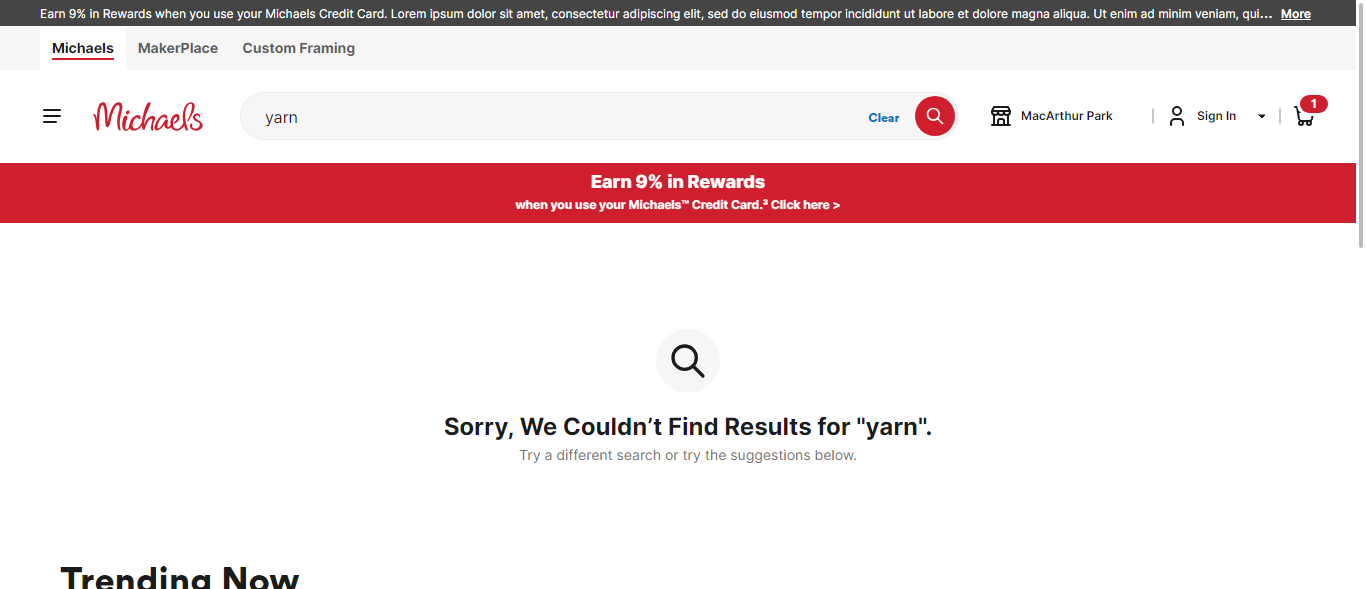 Earn 9% in Rewards when you use your Michaels Credit Card. Lorem ipsum dolor sit amet, consectetur adipiscing elit, sed do eiusmod tempor incididunt ut labore et dolore magna aliqua. Ut enim ad minim veniam, qui... More
Michaels MakerPlace Custom Framing
Michaels yarn Clear MacArthur Park Sign In 1
Earn 9% in Rewards
when you use your Michaels™ Credit Card.³ Click here >
Sorry, We Couldn’t Find Results for "yarn".
Try a different search or try the suggestions below.
Trending Now